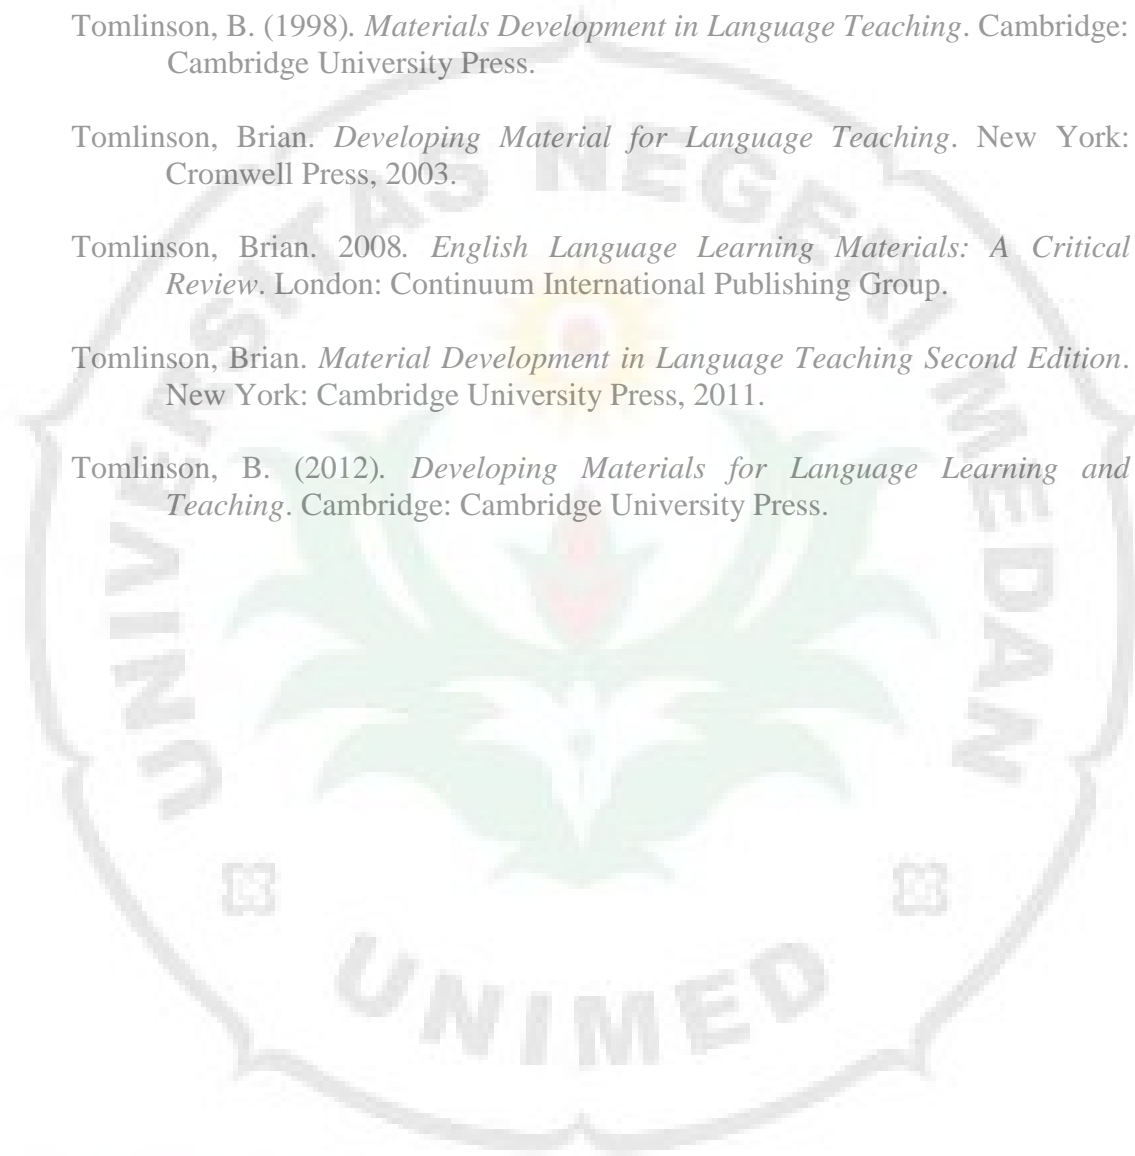 Tomlinson, B. (1998). Materials Development in Language Teaching. Cambridge:
Cambridge University Press.
Tomlinson, Brian. Developing Material for Language Teaching. New York:
Cromwell Press, 2003.
Tomlinson, Brian. 2008. English Language Learning Materials: A Critical
Review. London: Continuum International Publishing Group.
Tomlinson, Brian. Material Development in Language Teaching Second Edition.
New York: Cambridge University Press, 2011.
Tomlinson, B. (2012). Developing Materials for Language Learning and
Teaching. Cambridge: Cambridge University Press.
UNIVERSITAS NEGERI MEDAN
UNIMED